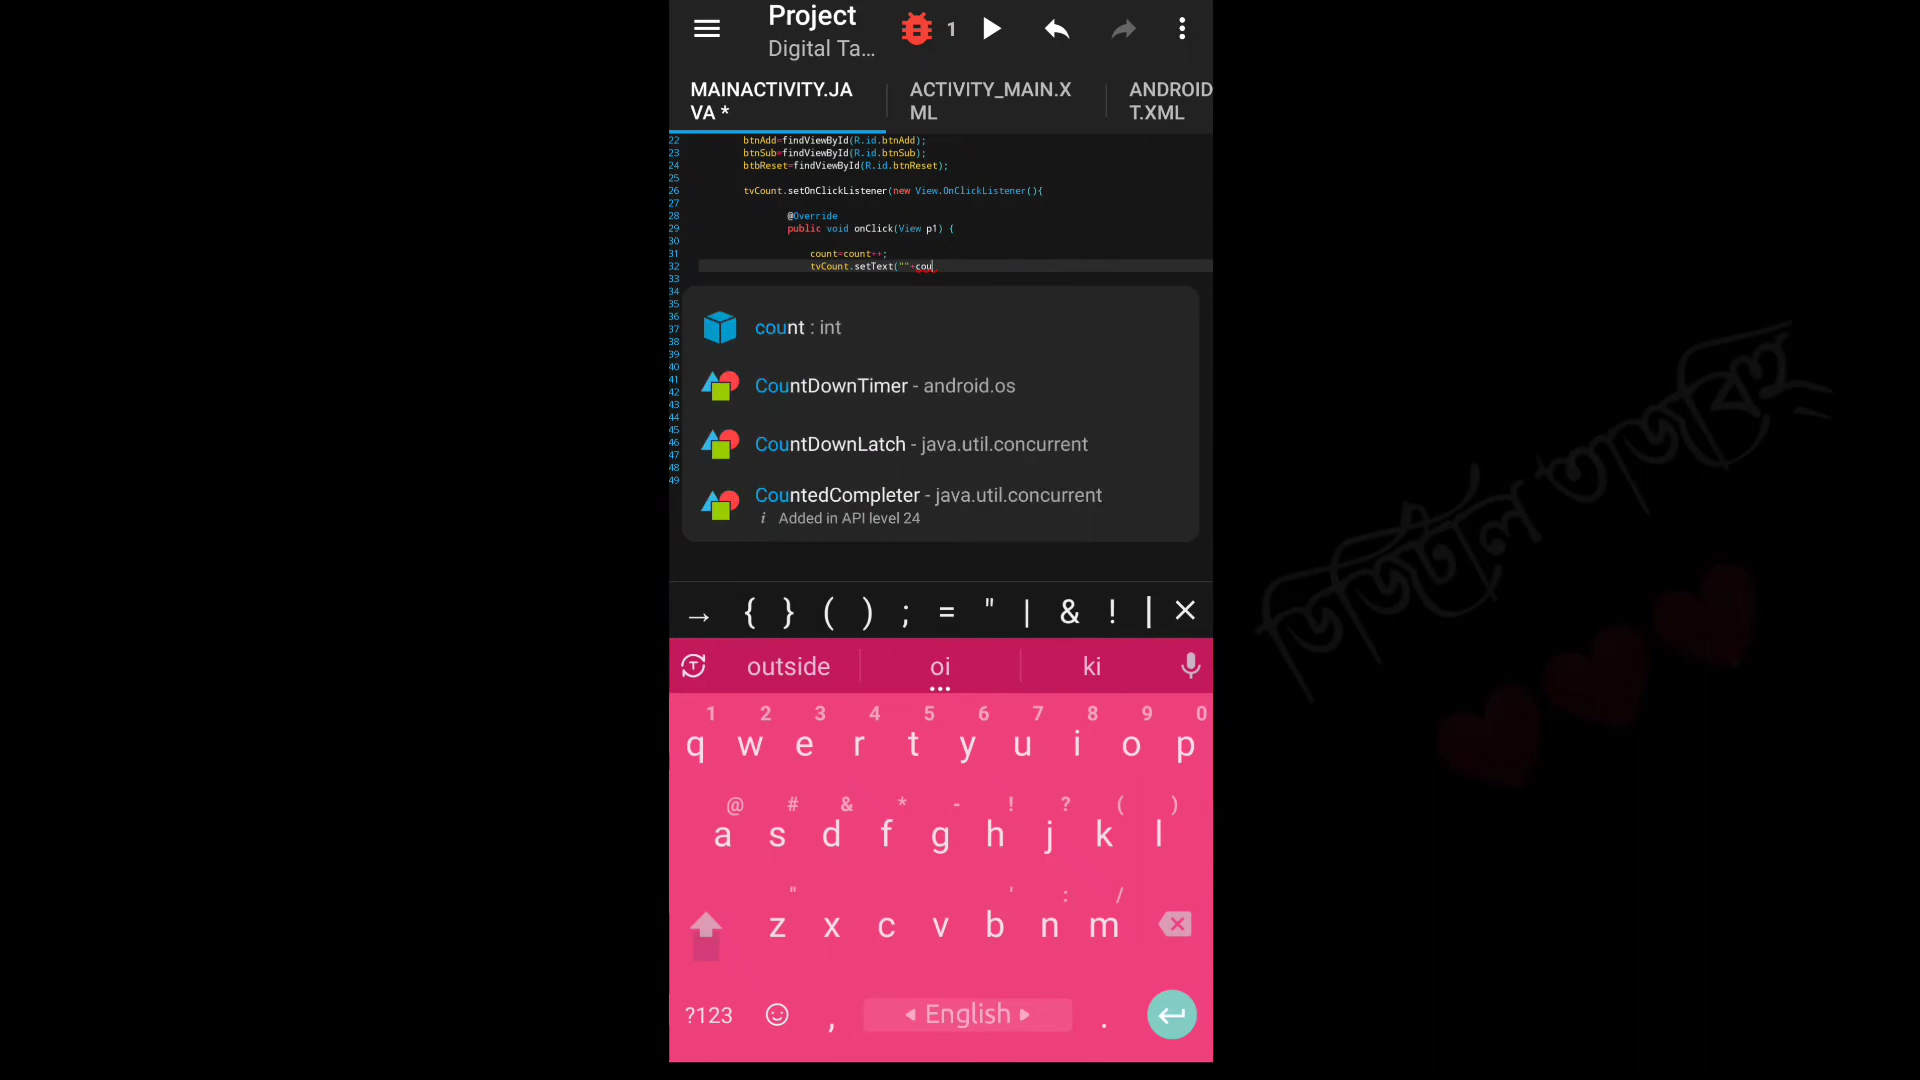 Project
Digital Ta...
1
MAINACTIVITY.JA
VA *
ACTIVITY_MAIN.X
ML
ANDROID
T.XML
22 btnAdd=findViewById(R.id.btnAdd);
23 btnSub=findViewById(R.id.btnSub);
24 btbReset=findViewById(R.id.btnReset);
25
26 tvCount.setOnClickListener(new View.OnClickListener(){
27
28 @Override
29 public void onClick(View p1) {
30
31 count=count++;
32 tvCount.setText(""+cou
33
34
35
36
37
38
39
40
41
42
43
44
45
46
47
48
49
count : int
CountDownTimer - android.os
CountDownLatch - java.util.concurrent
CountedCompleter - java.util.concurrent
i Added in API level 24
→ { } ( ) ; = " | & ! |
outside oi ki
1 2 3 4 5 6 7 8 9 0
q w e r t y u i o p
@ # & * - ! ? ( )
a s d f g h j k l
" ' : /
z x c v b n m
?123 , English .
ডিজিটাল তাজবিহ